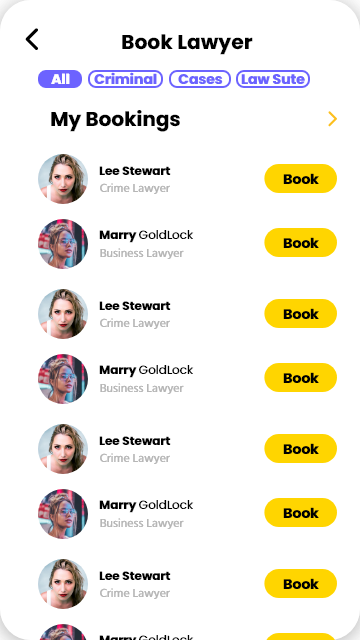 Book Lawyer
All Criminal Cases Law Sute
My Bookings
Lee Stewart
Crime Lawyer
Book
Marry GoldLock
Business Lawyer
Book
Lee Stewart
Crime Lawyer
Book
Marry GoldLock
Business Lawyer
Book
Lee Stewart
Crime Lawyer
Book
Marry GoldLock
Business Lawyer
Book
Lee Stewart
Crime Lawyer
Book
Marry GoldLock